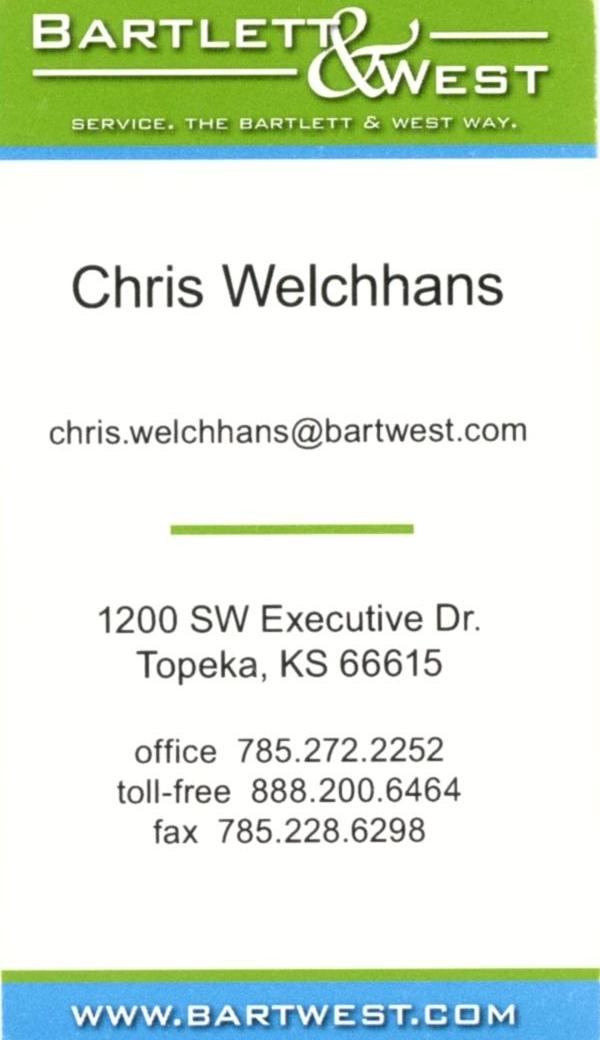 BARTLETT
& WEST
SERVICE. THE BARTLETT & WEST WAY.
Chris Welchhans
chris.welchhans@bartwest.com
1200 SW Executive Dr.
Topeka, KS 66615
office 785.272.2252
toll-free 888.200.6464
fax 785.228.6298
WWW.BARTWEST.COM